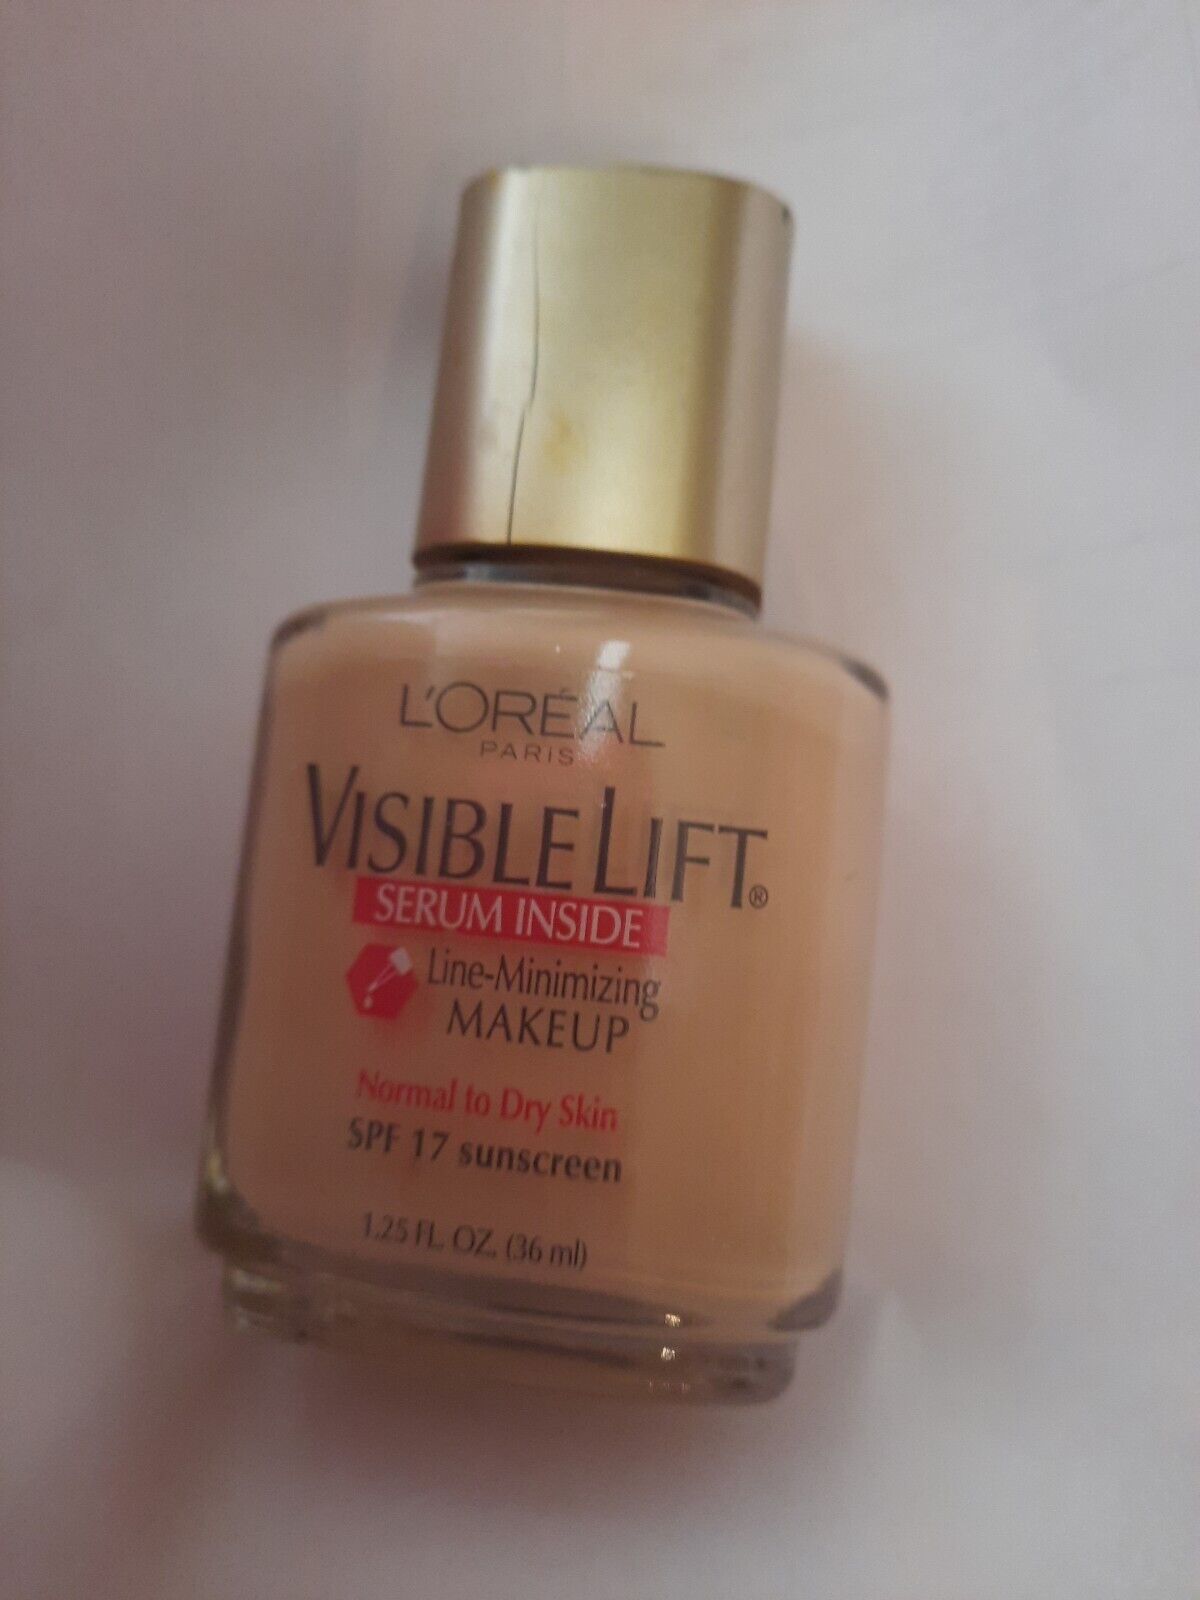 L'ORÉAL
PARIS
VISIBLE LIFT®
SERUM INSIDE
Line-Minimizing
MAKEUP
Normal to Dry Skin
SPF 17 sunscreen
1.25 FL. OZ. (36 ml)